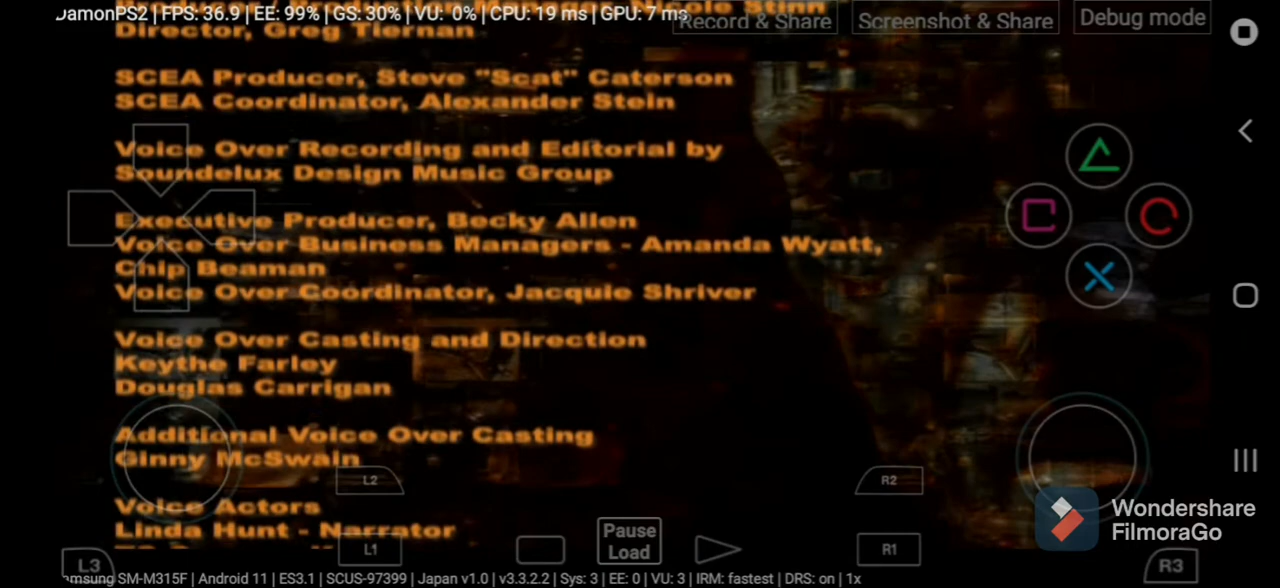 DamonPS2 | FPS: 36.9 | EE: 99% | GS: 30% | VU: 0% | CPU: 19 ms | GPU: 7 ms
Record & Share
Screenshot & Share
Debug mode
Director, Greg Tiernan
SCEA Producer, Steve "Scat" Caterson
SCEA Coordinator, Alexander Stein
Voice Over Recording and Editorial by
Soundelux Design Music Group
Executive Producer, Becky Allen
Voice Over Business Managers - Amanda Wyatt,
Chip Beaman
Voice Over Coordinator, Jacquie Shriver
Voice Over Casting and Direction
Keythe Farley
Douglas Carrigan
Additional Voice Over Casting
Ginny McSwain
L2
R2
Voice Actors
Linda Hunt - Narrator
Wondershare
FilmoraGo
Pause
Load
L1
R1
L3
R3
SM-M315F | Android 11 | ES3.1 | SCUS-97399 | Japan v1.0 | v3.3.2.2 | Sys: 3 | EE: 0 | VU: 3 | IRM: fastest | DRS: on | 1x